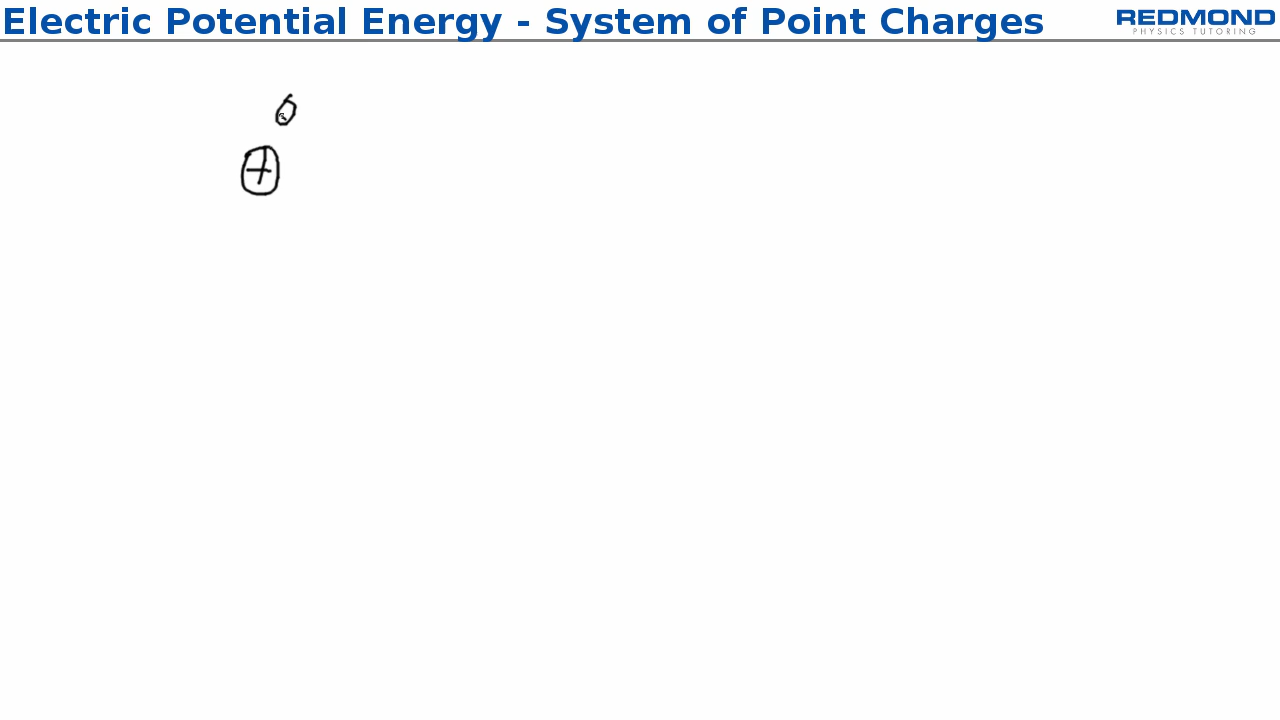 Electric Potential Energy - System of Point Charges
REDMOND
PHYSICS TUTORING
+